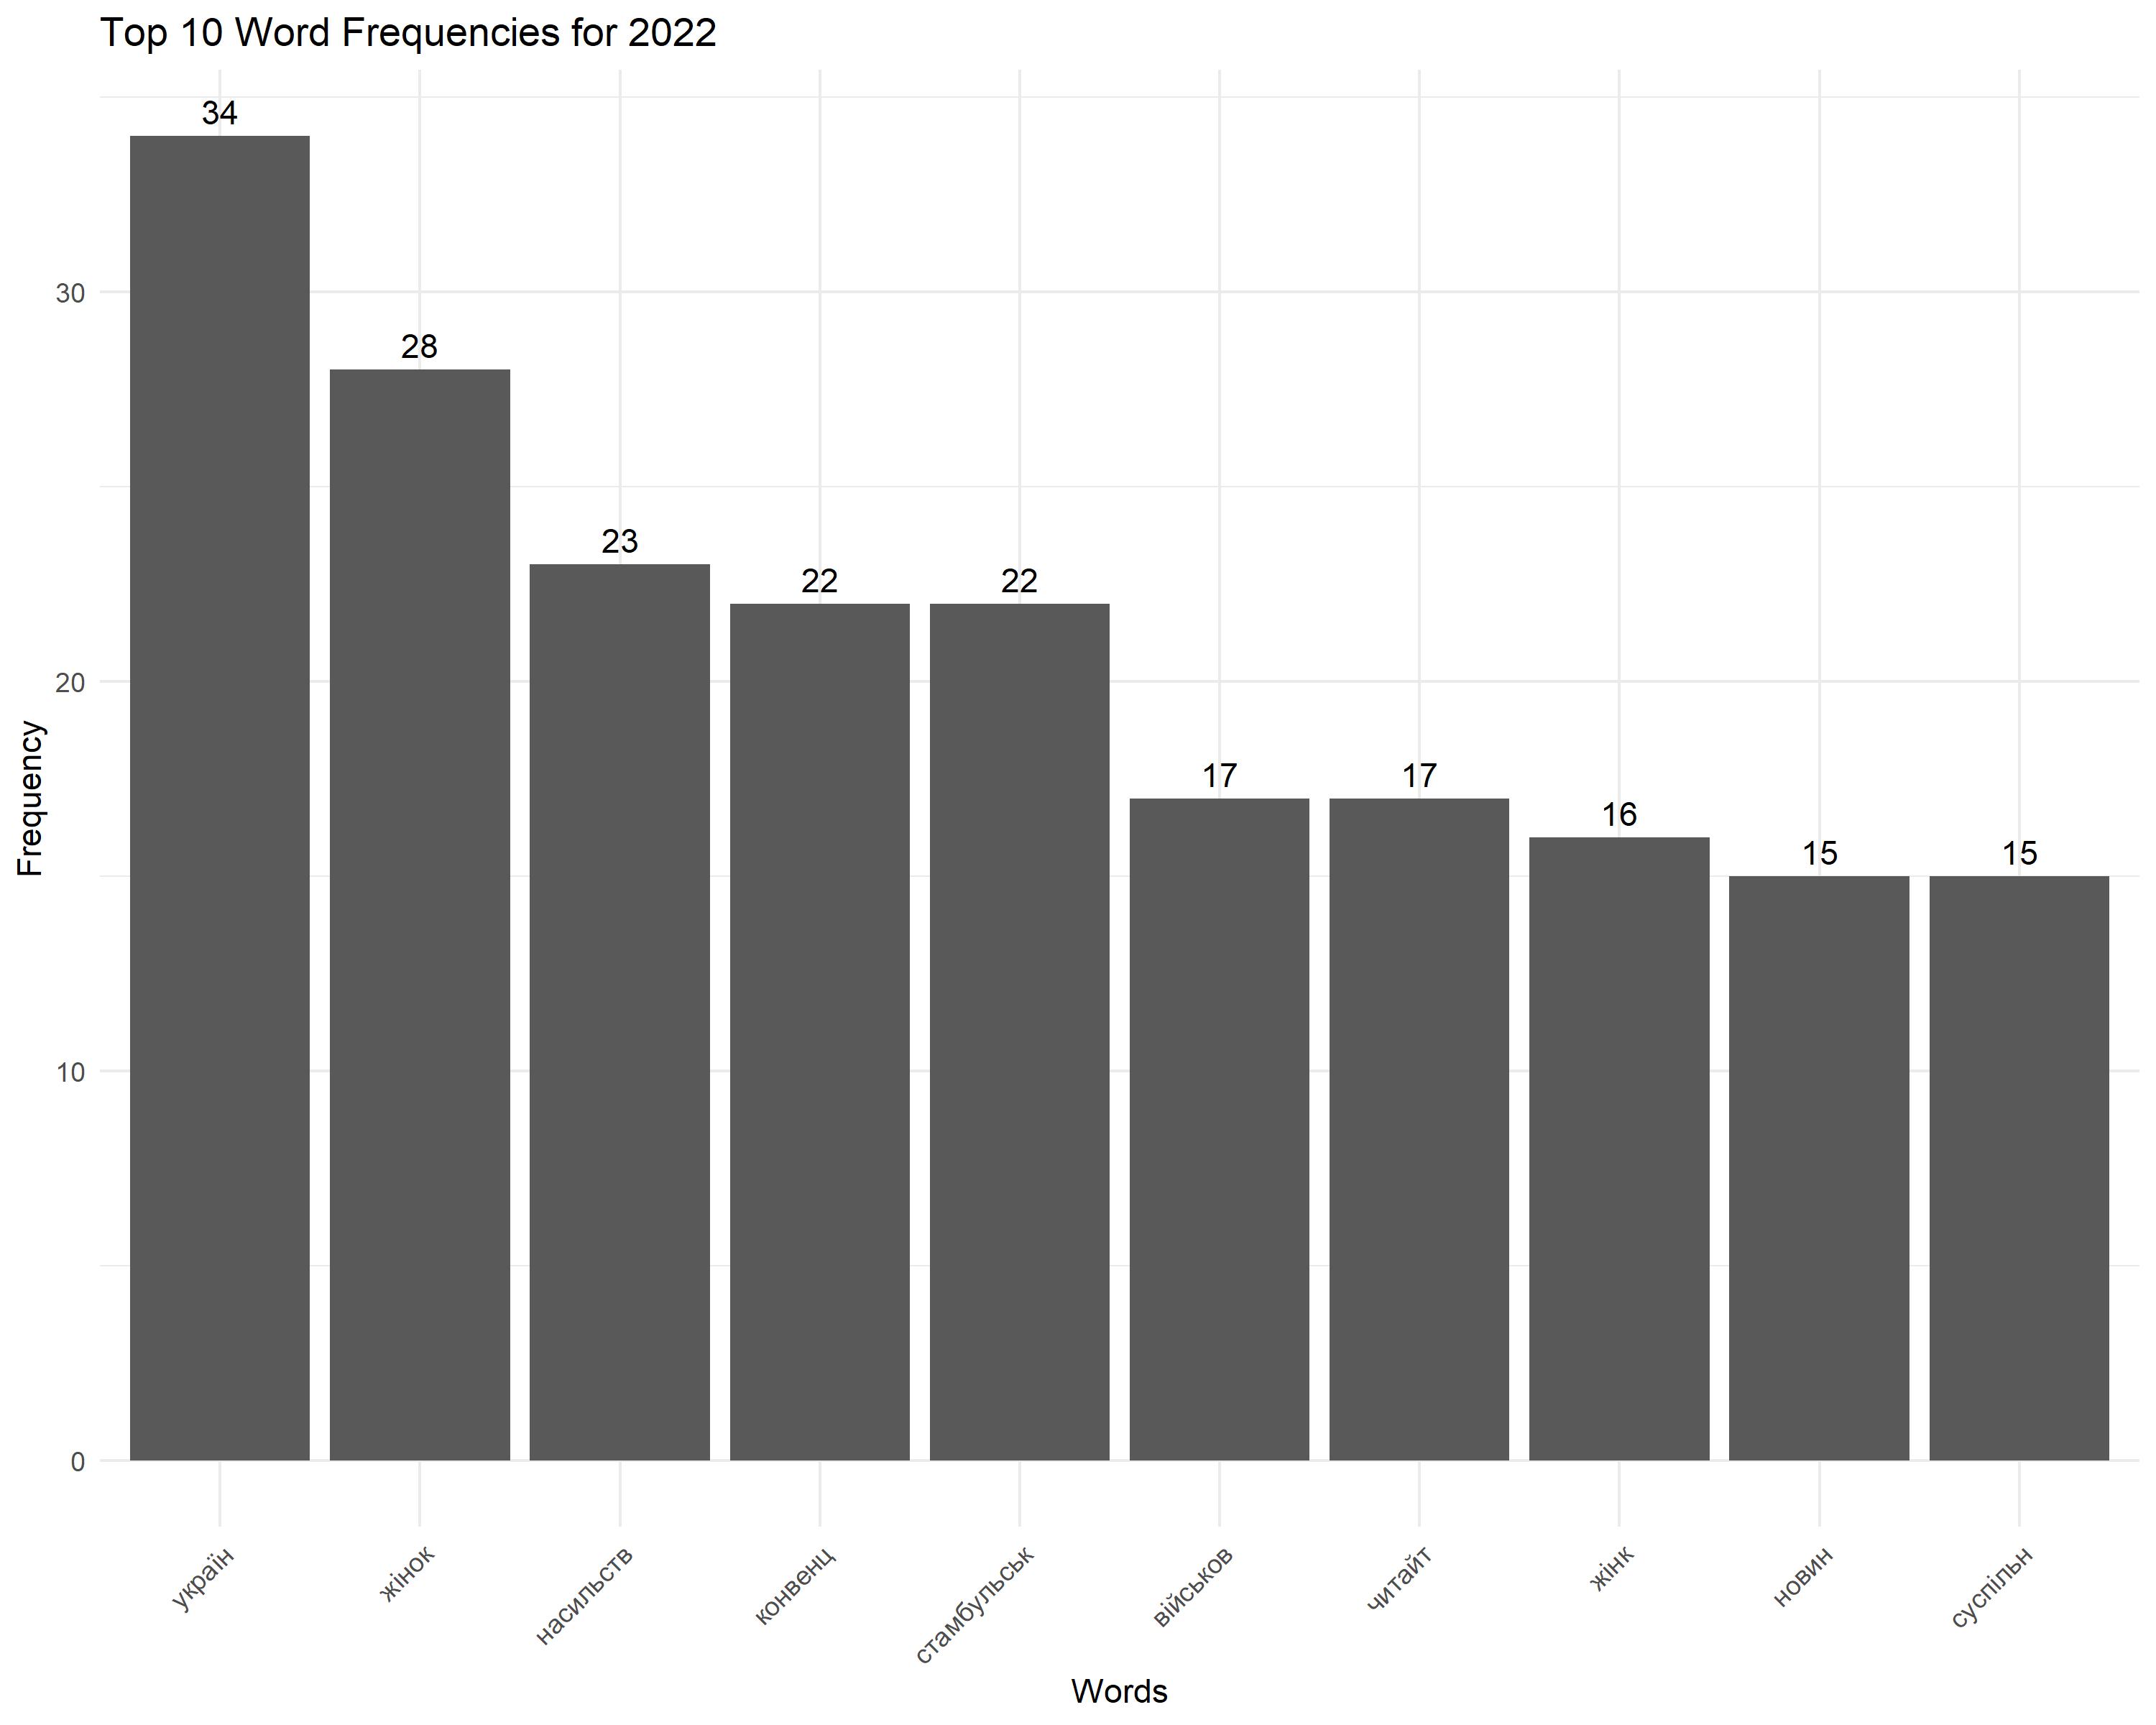 Top 10 Word Frequencies for 2022
34
28
23
22
22
17
17
16
15
15
30
20
10
0
Frequency
україн
жінок
насильств
конвенц
стамбульськ
військов
читайт
жінк
новин
суспільн
Words